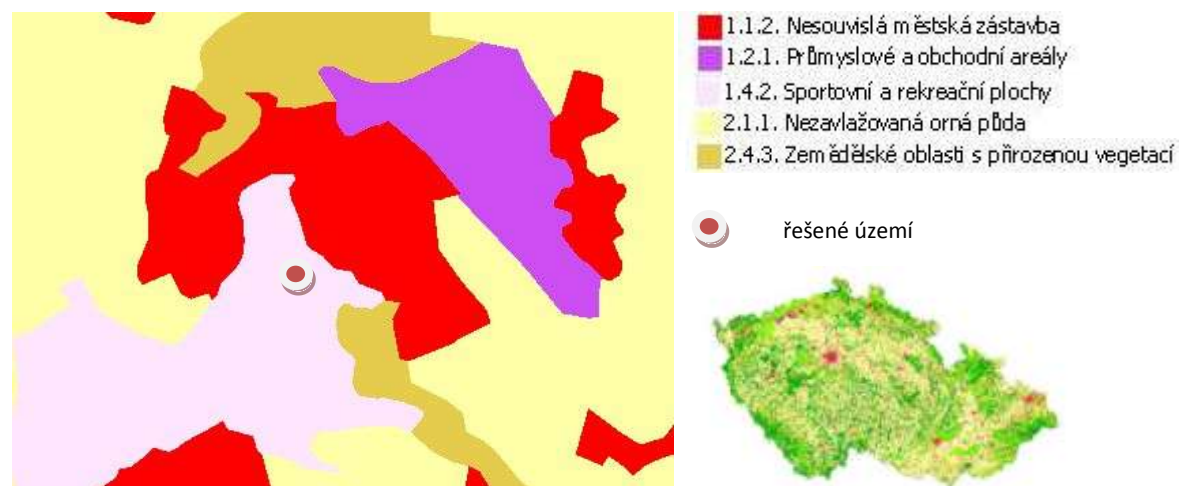 1.1.2. Nesouvislá městská zástavba
1.2.1. Průmyslové a obchodní areály
1.4.2. Sportovní a rekreační plochy
2.1.1. Nezavlažovaná orná půda
2.4.3. Zemědělské oblasti s přirozenou vegetací
řešené území